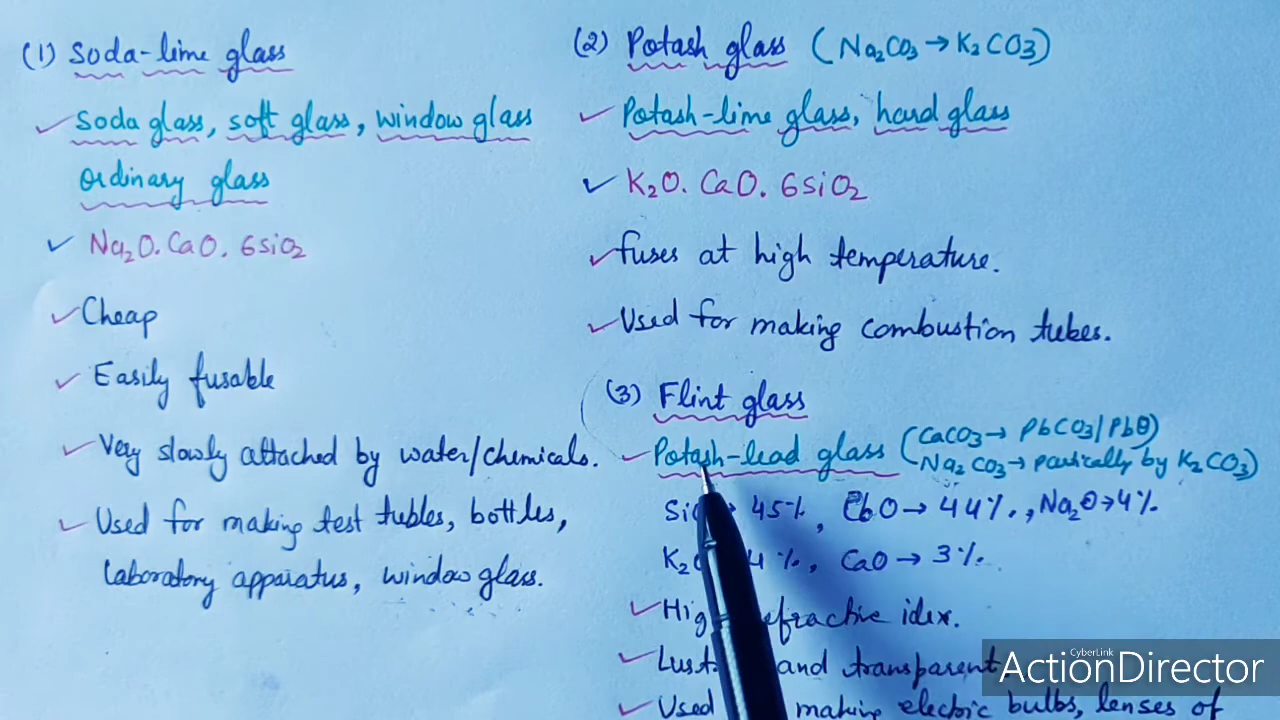 (1) Soda-lime glass
soda glass, soft glass, window glass
ordinary glass
Na₂O.CaO.6SiO₂
Cheap
Easily fusable
Very slowly attached by water/chemicals.
Used for making test tubes, bottles,
laboratory apparatus, window glass.
(2) Potash glass (Na₂CO₃→K₂CO₃)
Potash-lime glass, hard glass
K₂O.CaO.6SiO₂
fuses at high temperature.
Used for making combustion tubes.
(3) Flint glass
Potash-lead glass (CaCO₃→ PbCO₃/PbO)
Na₂CO₃→ partically by K₂CO₃)
45%, PbO→44%., Na₂O→4%.
4%, CaO→3%.
idex.
and transparent.
Used making electric bulbs, lenses of
CyberLink
ActionDirector